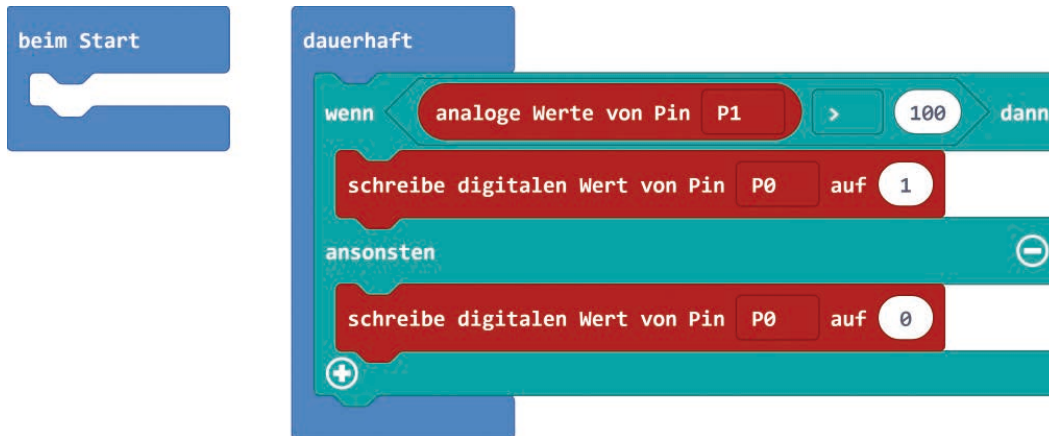 beim Start
dauerhaft
wenn analoge Werte von Pin P1 > 100 dann
schreibe digitalen Wert von Pin P0 auf 1
ansonsten
schreibe digitalen Wert von Pin P0 auf 0